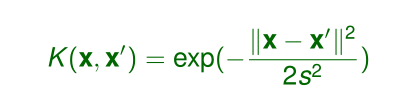 K(𝐱, 𝐱′) = exp(−‖𝐱 − 𝐱′‖² / 2s²)